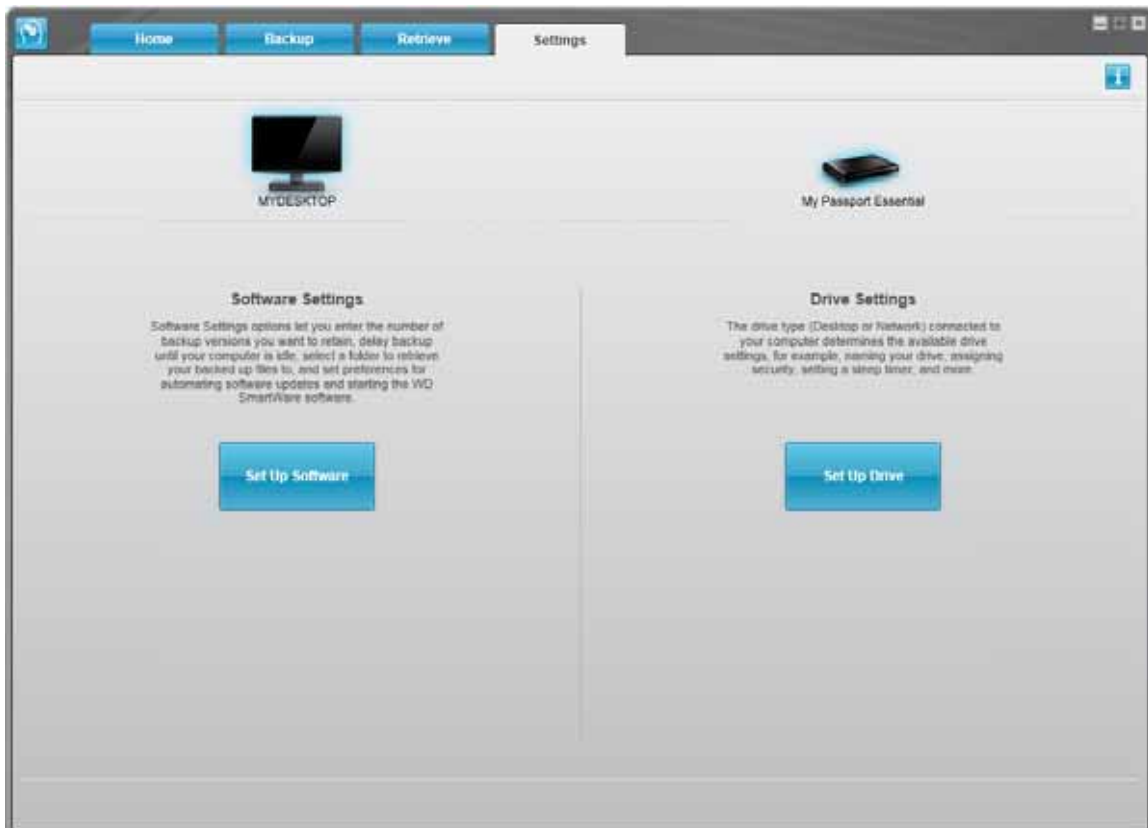 Home
Backup
Retrieve
Settings
MYDESKTOP
My Passport Essential
Software Settings
Software Settings options let you enter the number of
backup versions you want to retain, delay backup
until your computer is idle, select a folder to retrieve
your backed up files to, and set preferences for
automating software updates and starting the WD
SmartWare software.
Set Up Software
Drive Settings
The drive type (Desktop or Network) connected to
your computer determines the available drive
settings, for example, naming your drive, assigning
security, setting a sleep timer, and more.
Set Up Drive